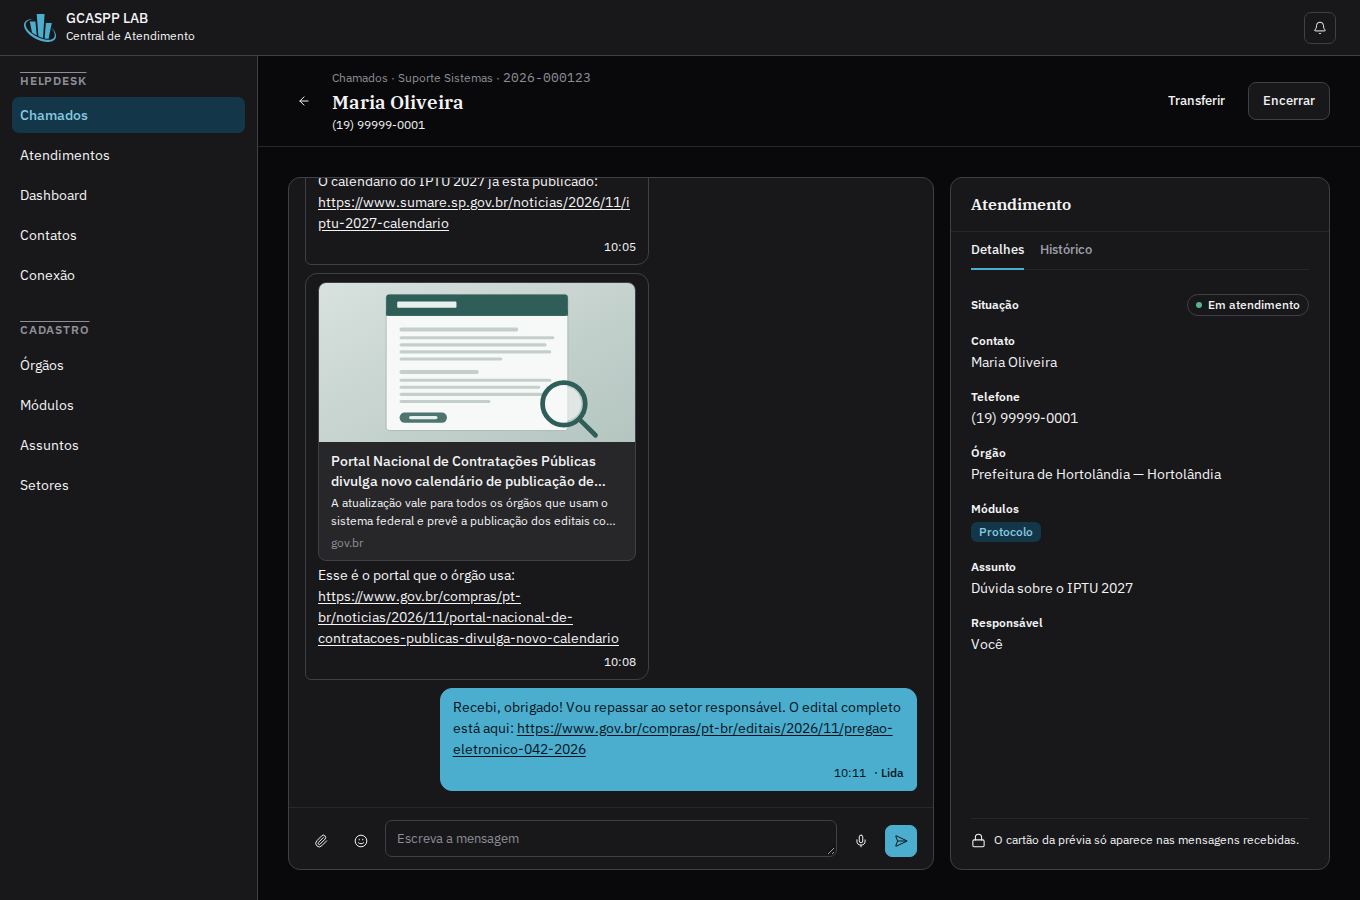 GCASPP LAB
Central de Atendimento
HELPDESK
Chamados
Atendimentos
Dashboard
Contatos
Conexão
CADASTRO
Órgãos
Módulos
Assuntos
Setores
Chamados · Suporte Sistemas · 2026-000123
Maria Oliveira
(19) 99999-0001
Transferir
Encerrar
O calendário do IPTU 2027 já está publicado:
https://www.sumare.sp.gov.br/noticias/2026/11/i
ptu-2027-calendario
10:05
Portal Nacional de Contratações Públicas
divulga novo calendário de publicação de...
A atualização vale para todos os órgãos que usam o
sistema federal e prevê a publicação dos editais co...
gov.br
Esse é o portal que o órgão usa:
https://www.gov.br/compras/pt-
br/noticias/2026/11/portal-nacional-de-
contratacoes-publicas-divulga-novo-calendario
10:08
Recebi, obrigado! Vou repassar ao setor responsável. O edital completo
está aqui: https://www.gov.br/compras/pt-br/editais/2026/11/pregao-
eletronico-042-2026
10:11 · Lida
Escreva a mensagem
Atendimento
Detalhes
Histórico
Situação
Em atendimento
Contato
Maria Oliveira
Telefone
(19) 99999-0001
Órgão
Prefeitura de Hortolândia — Hortolândia
Módulos
Protocolo
Assunto
Dúvida sobre o IPTU 2027
Responsável
Você
O cartão da prévia só aparece nas mensagens recebidas.